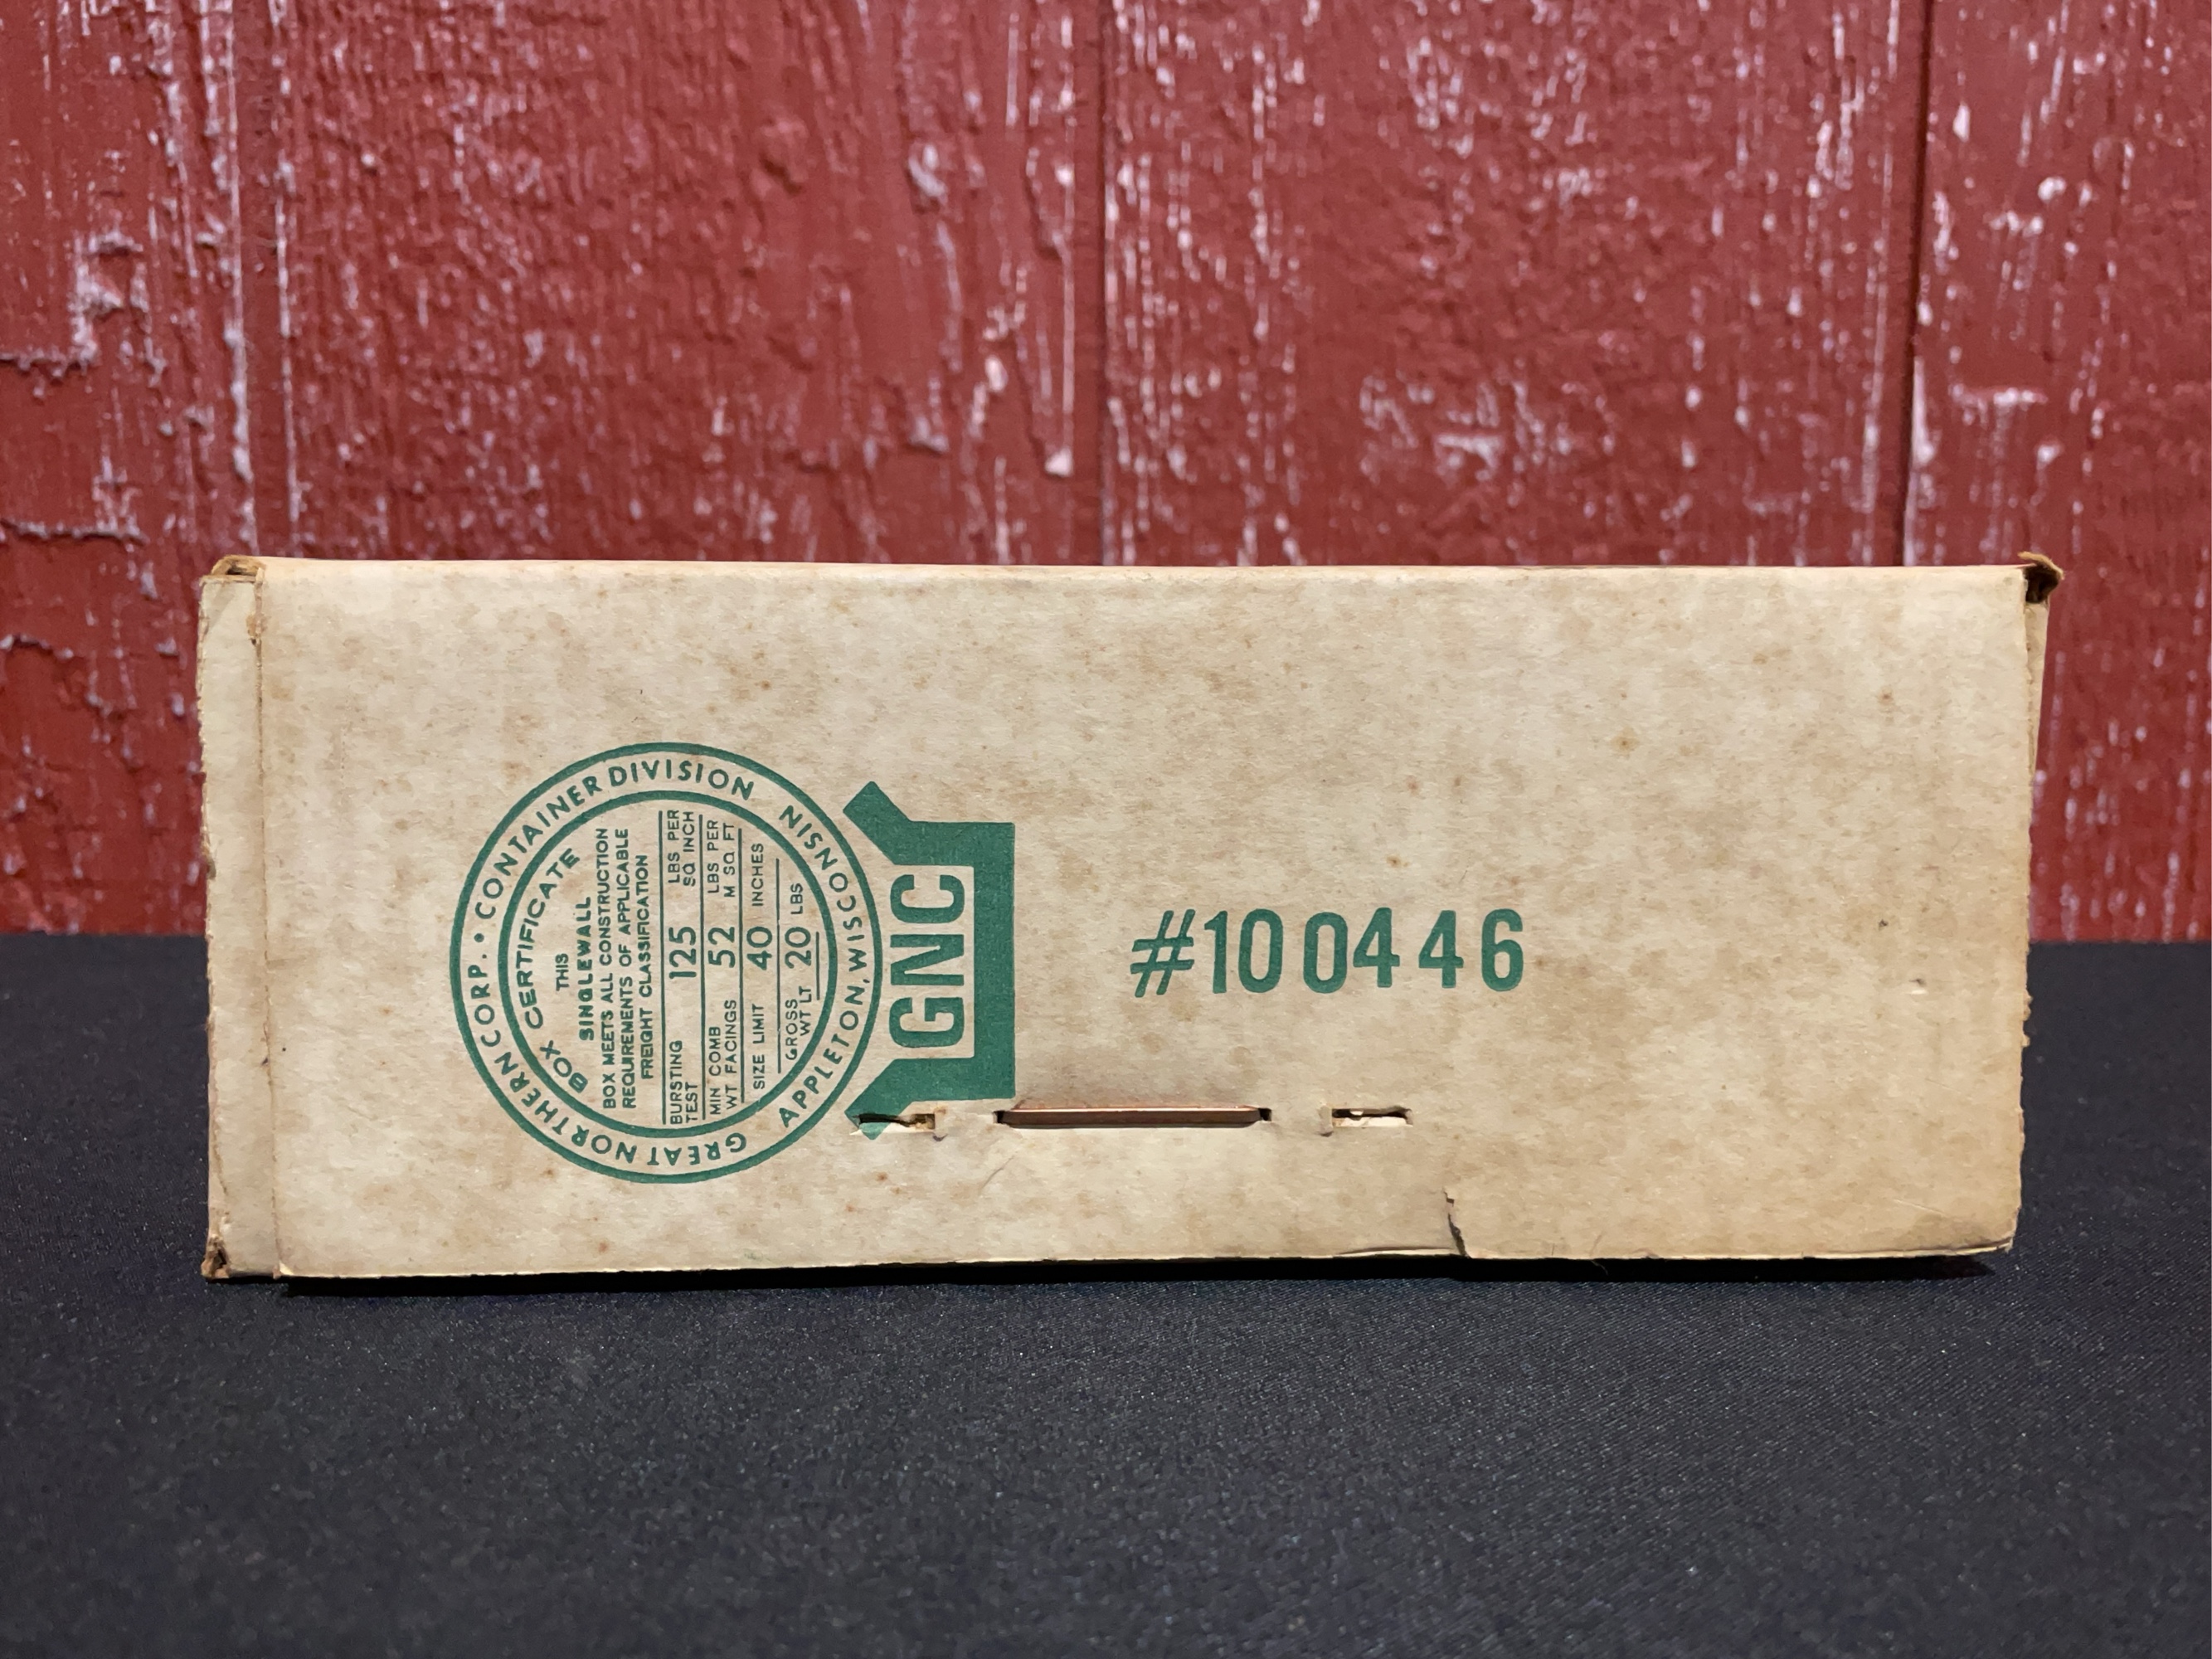 GREAT NORTHERN CORP. • CONTAINER DIVISION
APPLETON, WISCONSIN
BOX CERTIFICATE
THIS
SINGLEWALL
BOX MEETS ALL CONSTRUCTION
REQUIREMENTS OF APPLICABLE
FREIGHT CLASSIFICATION
BURSTING TEST 125 LBS PER SQ INCH
MIN COMB WT FACINGS 52 LBS PER M SQ FT
SIZE LIMIT 40 INCHES
GROSS WT LT 20 LBS
GNC
#100446